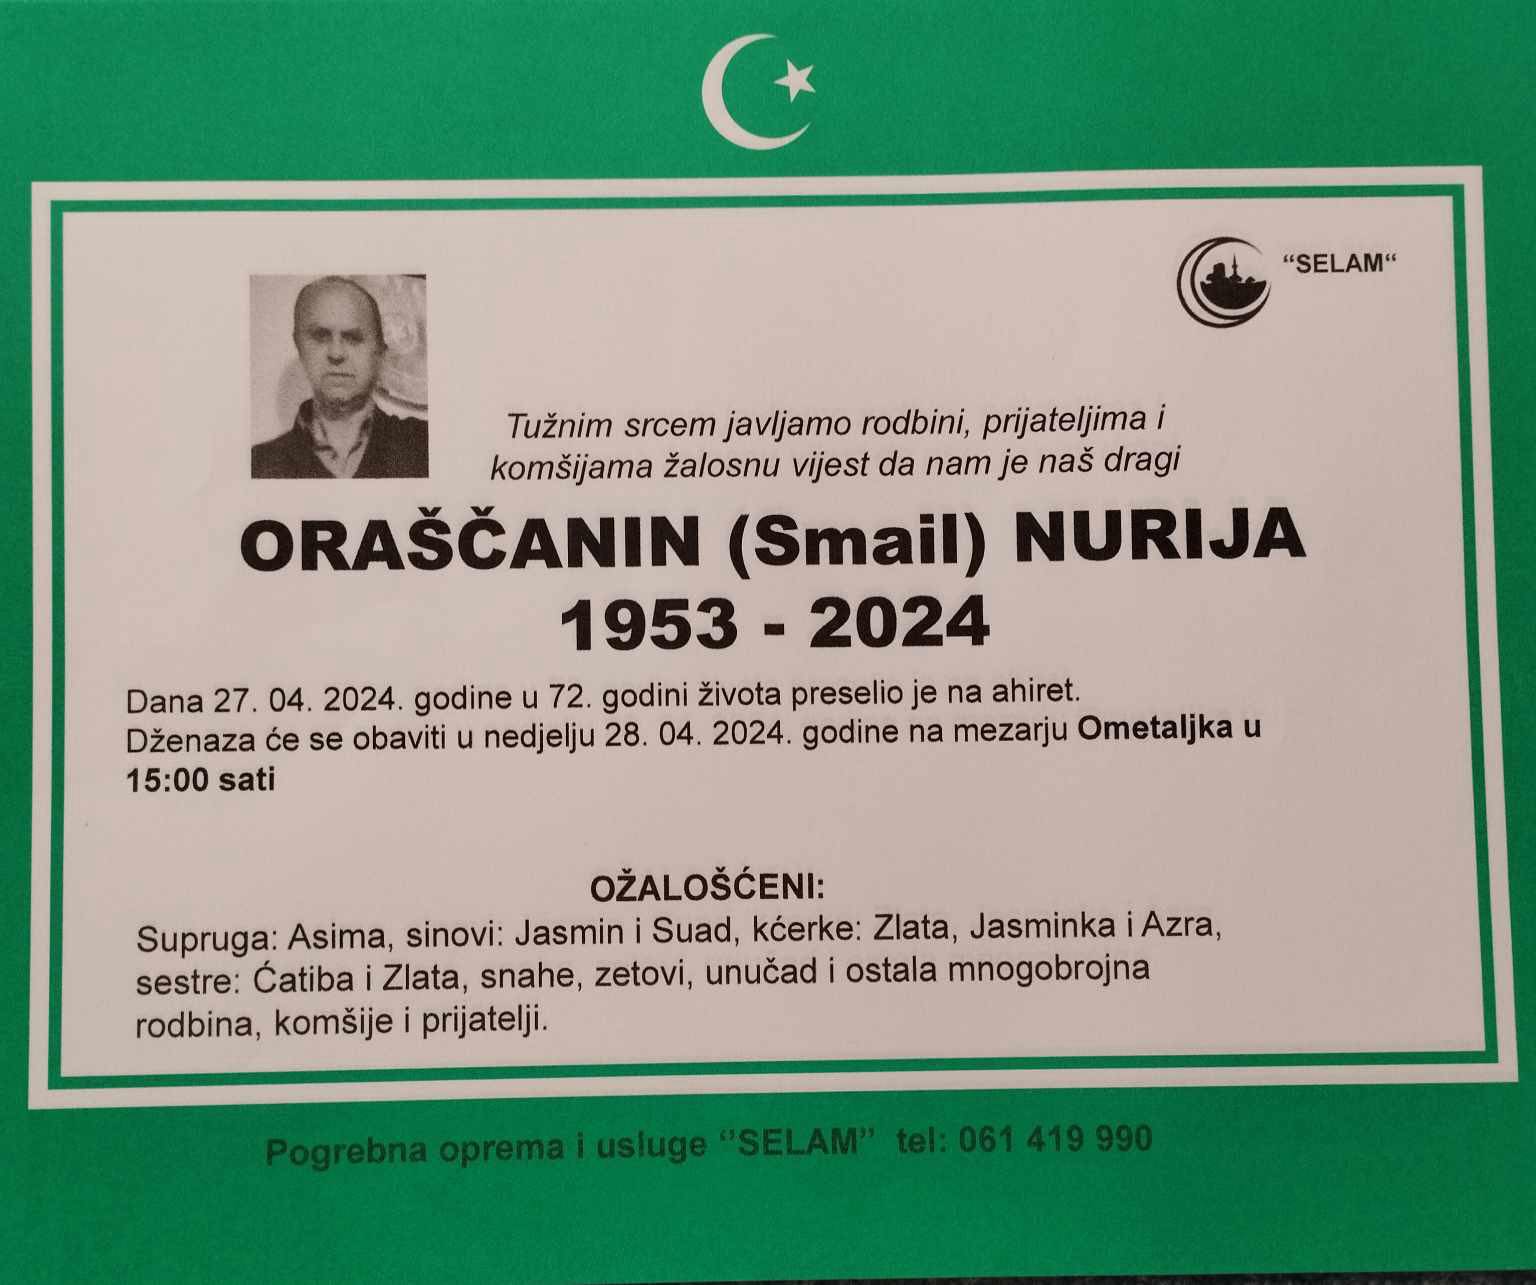 “SELAM“
Tužnim srcem javljamo rodbini, prijateljima i
komšijama žalosnu vijest da nam je naš dragi
ORAŠČANIN (Smail) NURIJA
1953 - 2024
Dana 27. 04. 2024. godine u 72. godini života preselio je na ahiret.
Dženaza će se obaviti u nedjelju 28. 04. 2024. godine na mezarju Ometaljka u
15:00 sati
OŽALOŠĆENI:
Supruga: Asima, sinovi: Jasmin i Suad, kćerke: Zlata, Jasminka i Azra,
sestre: Ćatiba i Zlata, snahe, zetovi, unučad i ostala mnogobrojna
rodbina, komšije i prijatelji.
Pogrebna oprema i usluge “SELAM” tel: 061 419 990